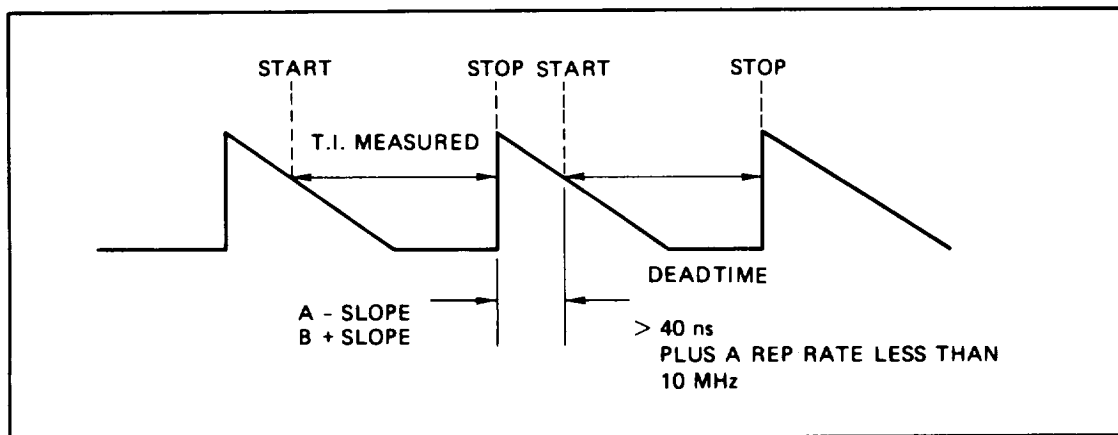 START STOP START STOP
T.I. MEASURED
DEADTIME
A - SLOPE
B + SLOPE
> 40 ns
PLUS A REP RATE LESS THAN
10 MHz